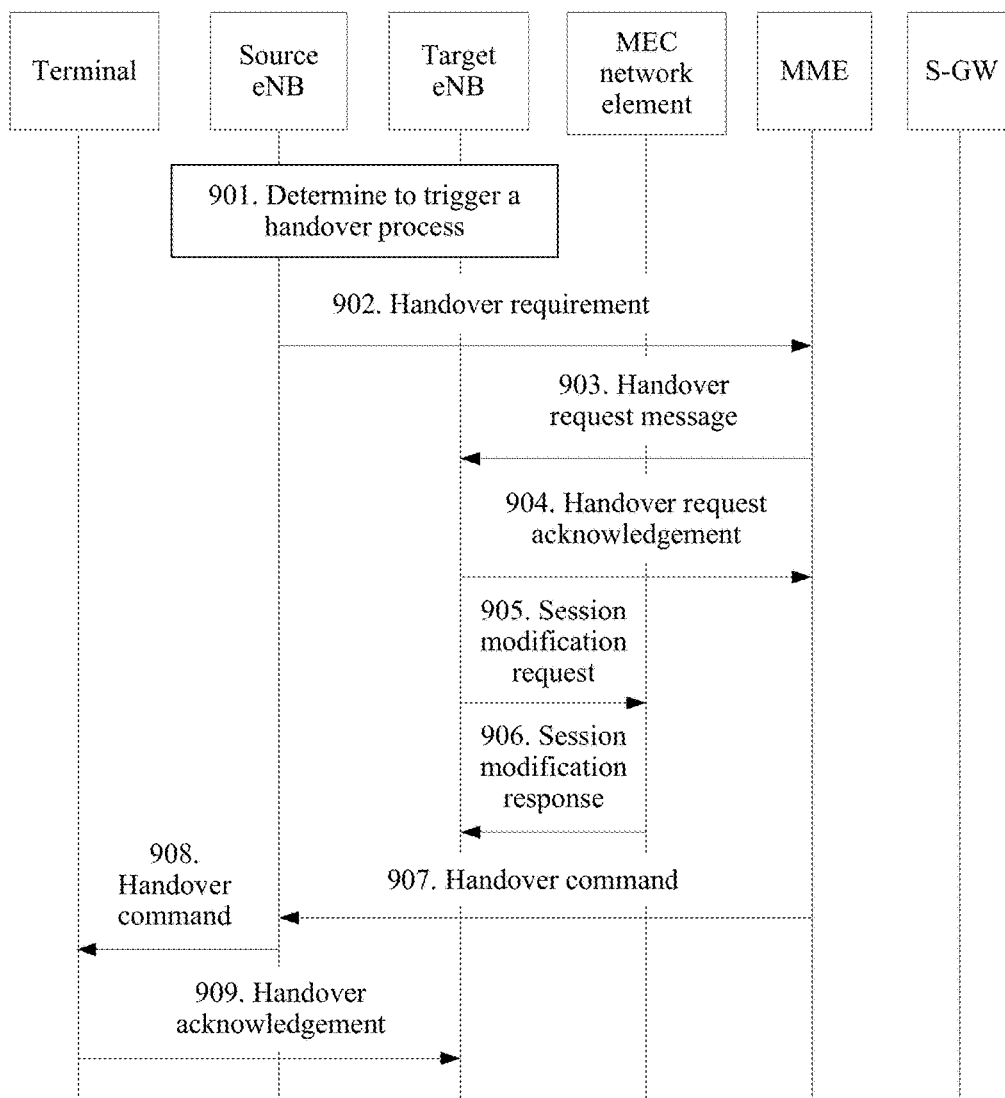 Terminal
Source
eNB
Target
eNB
MEC
network
element
MME
S-GW
901. Determine to trigger a
handover process
902. Handover requirement
903. Handover
request message
904. Handover request
acknowledgement
905. Session
modification
request
906. Session
modification
response
907. Handover command
908.
Handover
command
909. Handover
acknowledgement